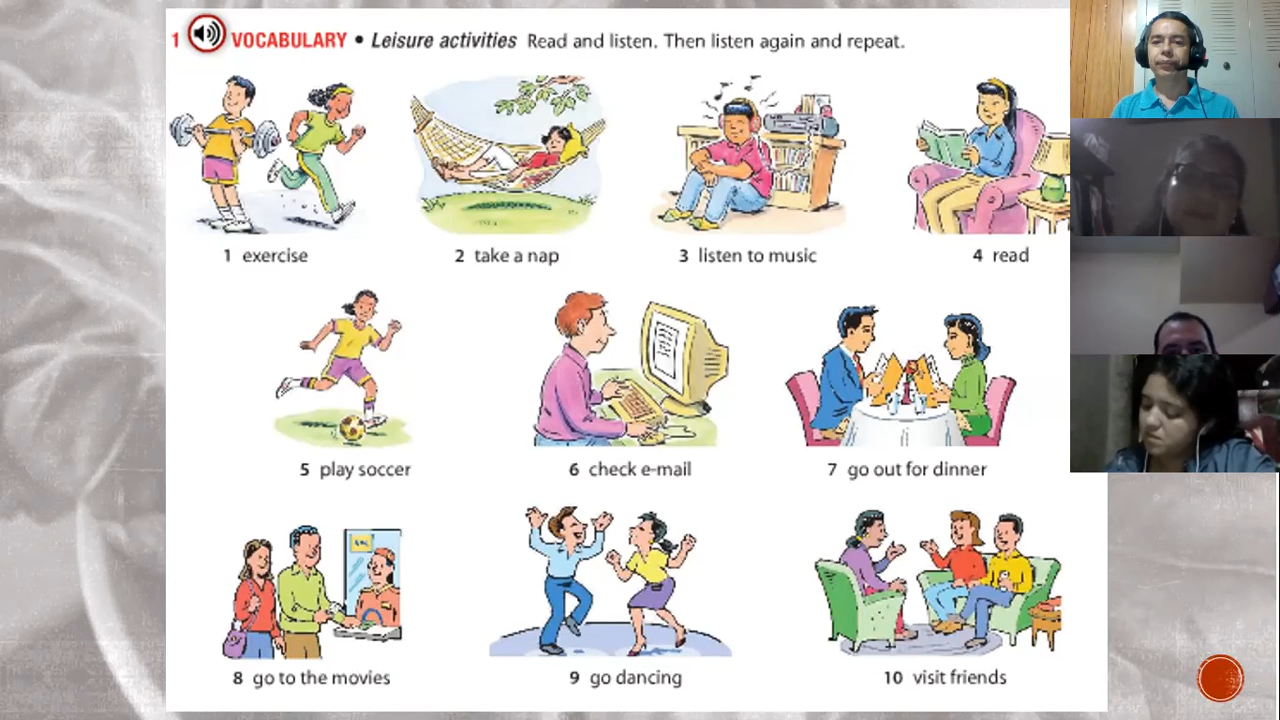 1 VOCABULARY • Leisure activities Read and listen. Then listen again and repeat.
1 exercise
2 take a nap
3 listen to music
4 read
5 play soccer
6 check e-mail
7 go out for dinner
8 go to the movies
9 go dancing
10 visit friends